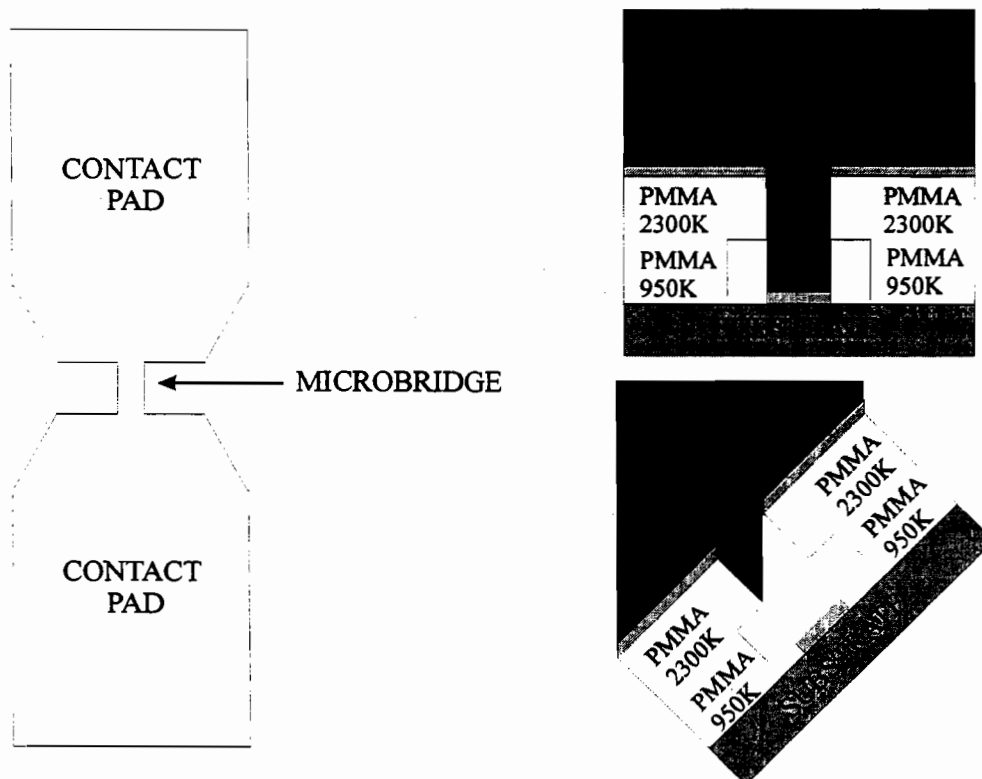 CONTACT
PAD
MICROBRIDGE
CONTACT
PAD
PMMA
2300K
PMMA
950K
PMMA
2300K
PMMA
950K
PMMA
2300K
PMMA
950K
PMMA
2300K
PMMA
950K